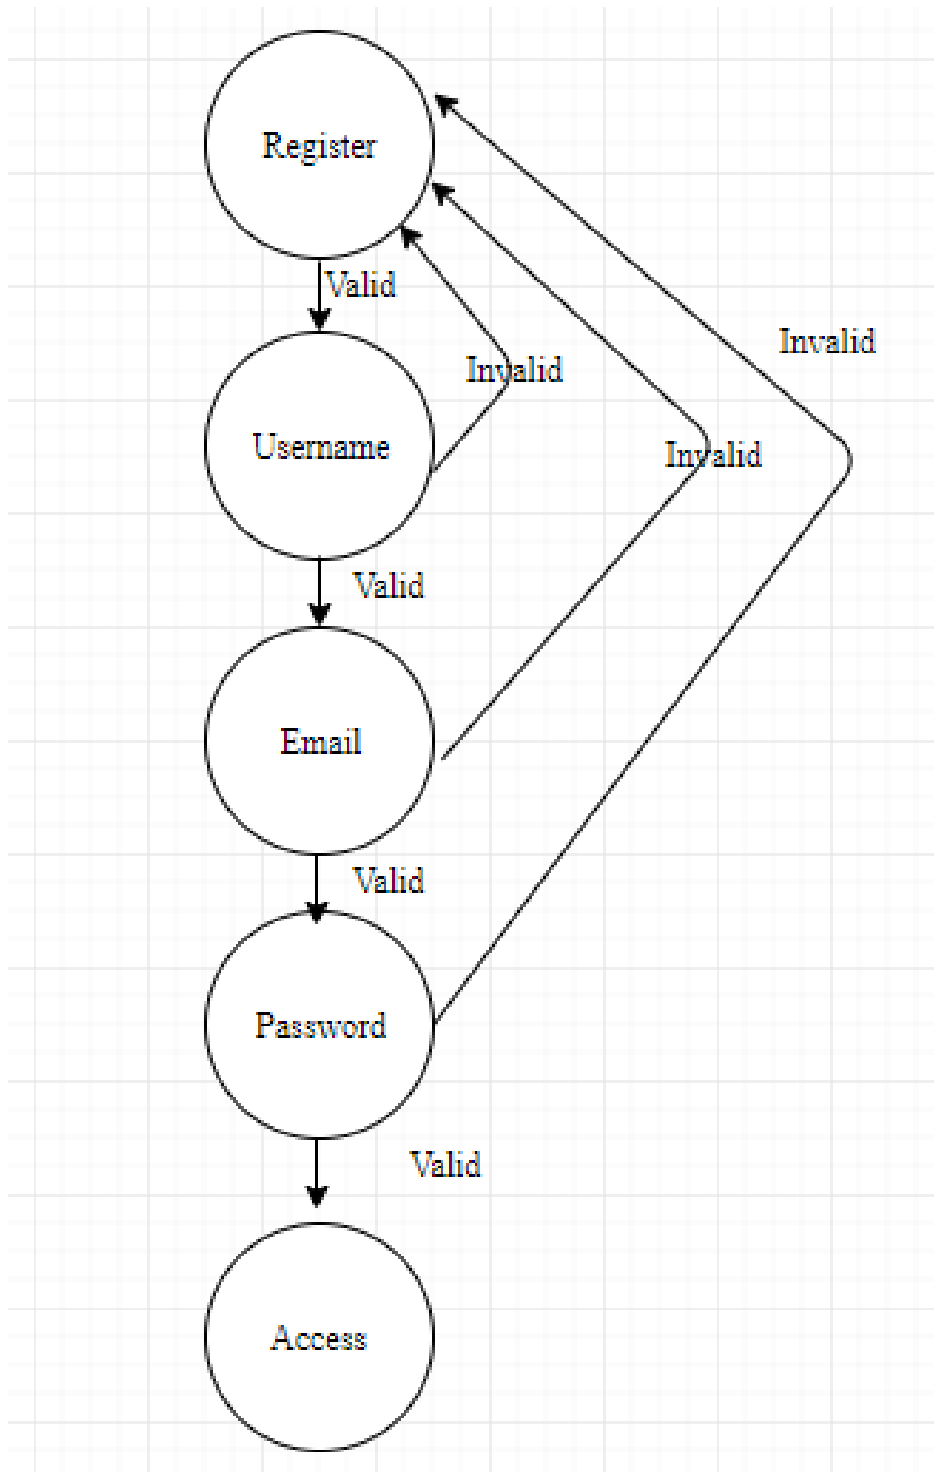 Register
Valid
Invalid
Invalid
Username
Invalid
Valid
Email
Valid
Password
Valid
Access